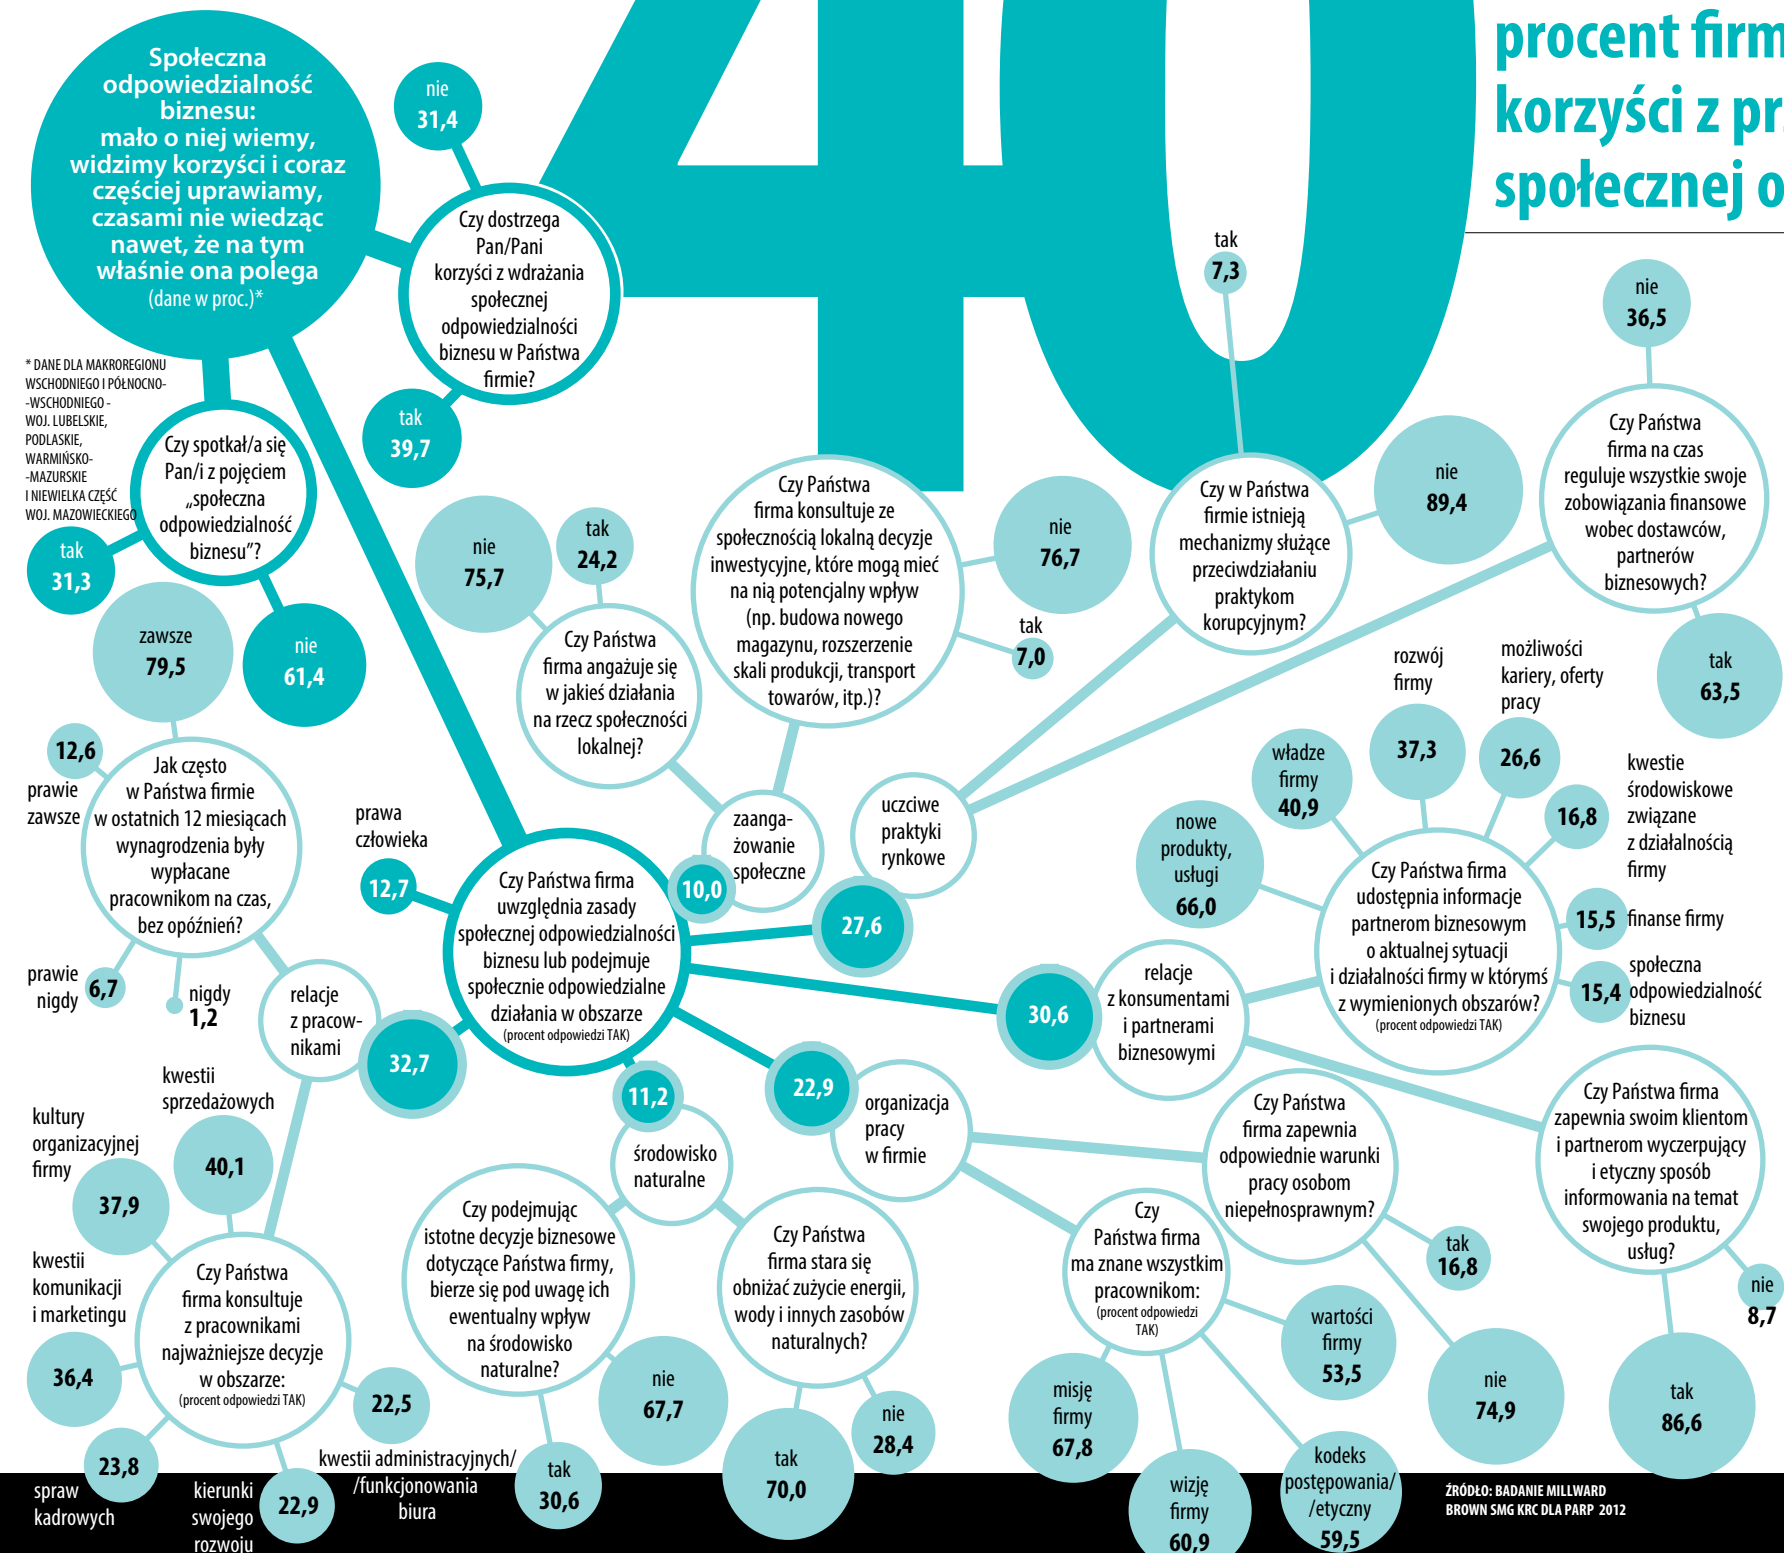 40
procent firm
korzyści z prz
społecznej o
Społeczna
odpowiedzialność
biznesu:
mało o niej wiemy,
widzimy korzyści i coraz
częściej uprawiamy,
czasami nie wiedząc
nawet, że na tym
właśnie ona polega
(dane w proc.)*
* DANE DLA MAKROREGIONU
WSCHODNIEGO I PÓŁNOCNO-
-WSCHODNIEGO -
WOJ. LUBELSKIE,
PODLASKIE,
WARMIŃSKO-
-MAZURSKIE
I NIEWIELKA CZĘŚĆ
WOJ. MAZOWIECKIEGO
Czy dostrzega
Pan/Pani
korzyści z wdrażania
społecznej
odpowiedzialności
biznesu w Państwa
firmie?
nie
31,4
tak
39,7
Czy spotkał/a się
Pan/i z pojęciem
„społeczna
odpowiedzialność
biznesu”?
tak
31,3
nie
61,4
Czy Państwa firma
uwzględnia zasady
społecznej odpowiedzialności
biznesu lub podejmuje
społecznie odpowiedzialne
działania w obszarze
(procent odpowiedzi TAK)
prawa
człowieka
12,7
10,0
zaanga-
żowanie
społeczne
Czy Państwa
firma angażuje się
w jakieś działania
na rzecz społeczności
lokalnej?
nie
75,7
tak
24,2
Czy Państwa
firma konsultuje ze
społecznością lokalną decyzje
inwestycyjne, które mogą mieć
na nią potencjalny wpływ
(np. budowa nowego
magazynu, rozszerzenie
skali produkcji, transport
towarów, itp.)?
nie
76,7
tak
7,0
27,6
uczciwe
praktyki
rynkowe
Czy w Państwa
firmie istnieją
mechanizmy służące
przeciwdziałaniu
praktykom
korupcyjnym?
tak
7,3
nie
89,4
Czy Państwa
firma na czas
reguluje wszystkie swoje
zobowiązania finansowe
wobec dostawców,
partnerów
biznesowych?
nie
36,5
tak
63,5
30,6
relacje
z konsumentami
i partnerami
biznesowymi
Czy Państwa firma
udostępnia informacje
partnerom biznesowym
o aktualnej sytuacji
i działalności firmy w którymś
z wymienionych obszarów?
(procent odpowiedzi TAK)
nowe
produkty,
usługi
66,0
władze
firmy
40,9
rozwój
firmy
37,3
możliwości
kariery, oferty
pracy
26,6
kwestie
środowiskowe
związane
z działalnością
firmy
16,8
15,5 finanse firmy
15,4
społeczna
odpowiedzialność
biznesu
Czy Państwa firma
zapewnia swoim klientom
i partnerom wyczerpujący
i etyczny sposób
informowania na temat
swojego produktu,
usług?
nie
8,7
tak
86,6
22,9
organizacja
pracy
w firmie
Czy Państwa
firma zapewnia
odpowiednie warunki
pracy osobom
niepełnosprawnym?
tak
16,8
nie
74,9
Czy
Państwa firma
ma znane wszystkim
pracownikom:
(procent odpowiedzi
TAK)
wartości
firmy
53,5
misję
firmy
67,8
wizję
firmy
60,9
kodeks
postępowania/
/etyczny
59,5
11,2
środowisko
naturalne
Czy podejmując
istotne decyzje biznesowe
dotyczące Państwa firmy,
bierze się pod uwagę ich
ewentualny wpływ
na środowisko
naturalne?
nie
67,7
tak
30,6
Czy Państwa
firma stara się
obniżać zużycie energii,
wody i innych zasobów
naturalnych?
tak
70,0
nie
28,4
32,7
relacje
z pracow-
nikami
Jak często
w Państwa firmie
w ostatnich 12 miesiącach
wynagrodzenia były
wypłacane
pracownikom na czas,
bez opóźnień?
zawsze
79,5
12,6
prawie
zawsze
prawie
nigdy
6,7
nigdy
1,2
Czy Państwa
firma konsultuje
z pracownikami
najważniejsze decyzje
w obszarze:
(procent odpowiedzi TAK)
kwestii
sprzedażowych
40,1
kultury
organizacyjnej
firmy
37,9
kwestii
komunikacji
i marketingu
36,4
23,8
spraw
kadrowych
kierunki
swojego
rozwoju
22,9
22,5
kwestii administracyjnych/
/funkcjonowania
biura
ŹRÓDŁO: BADANIE MILLWARD
BROWN SMG KRC DLA PARP 2012